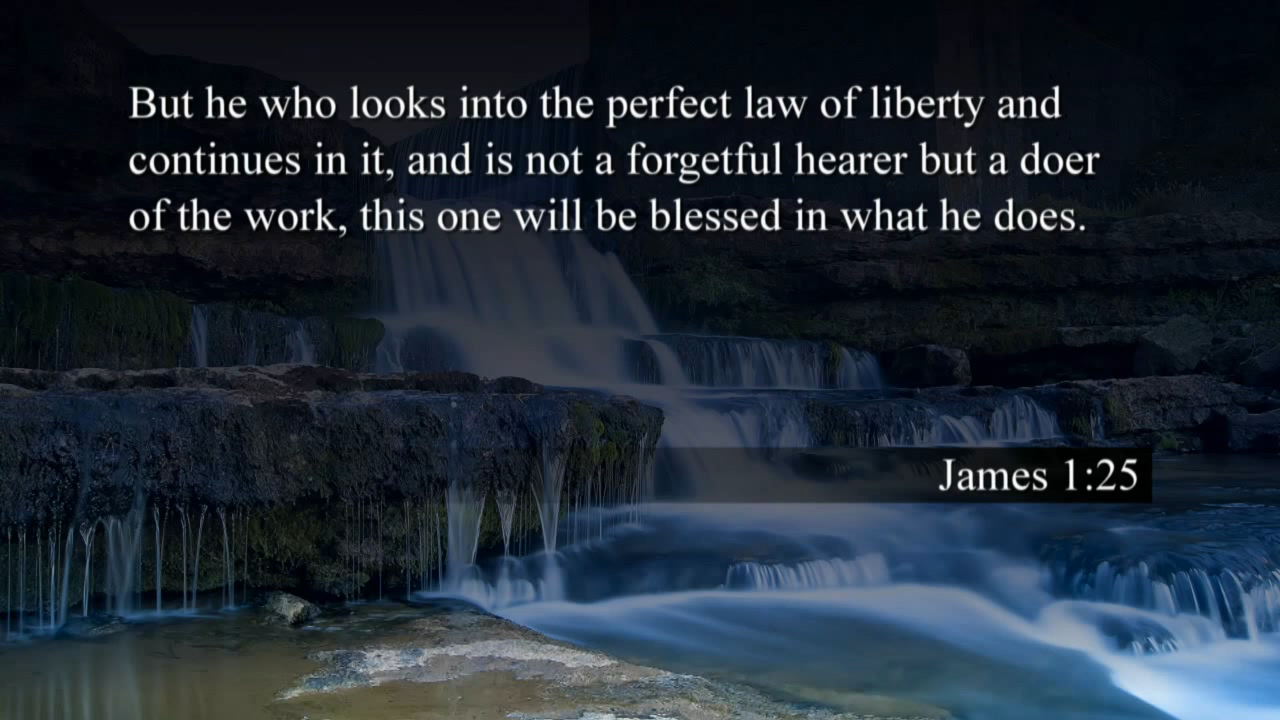 But he who looks into the perfect law of liberty and
continues in it, and is not a forgetful hearer but a doer
of the work, this one will be blessed in what he does.
James 1:25